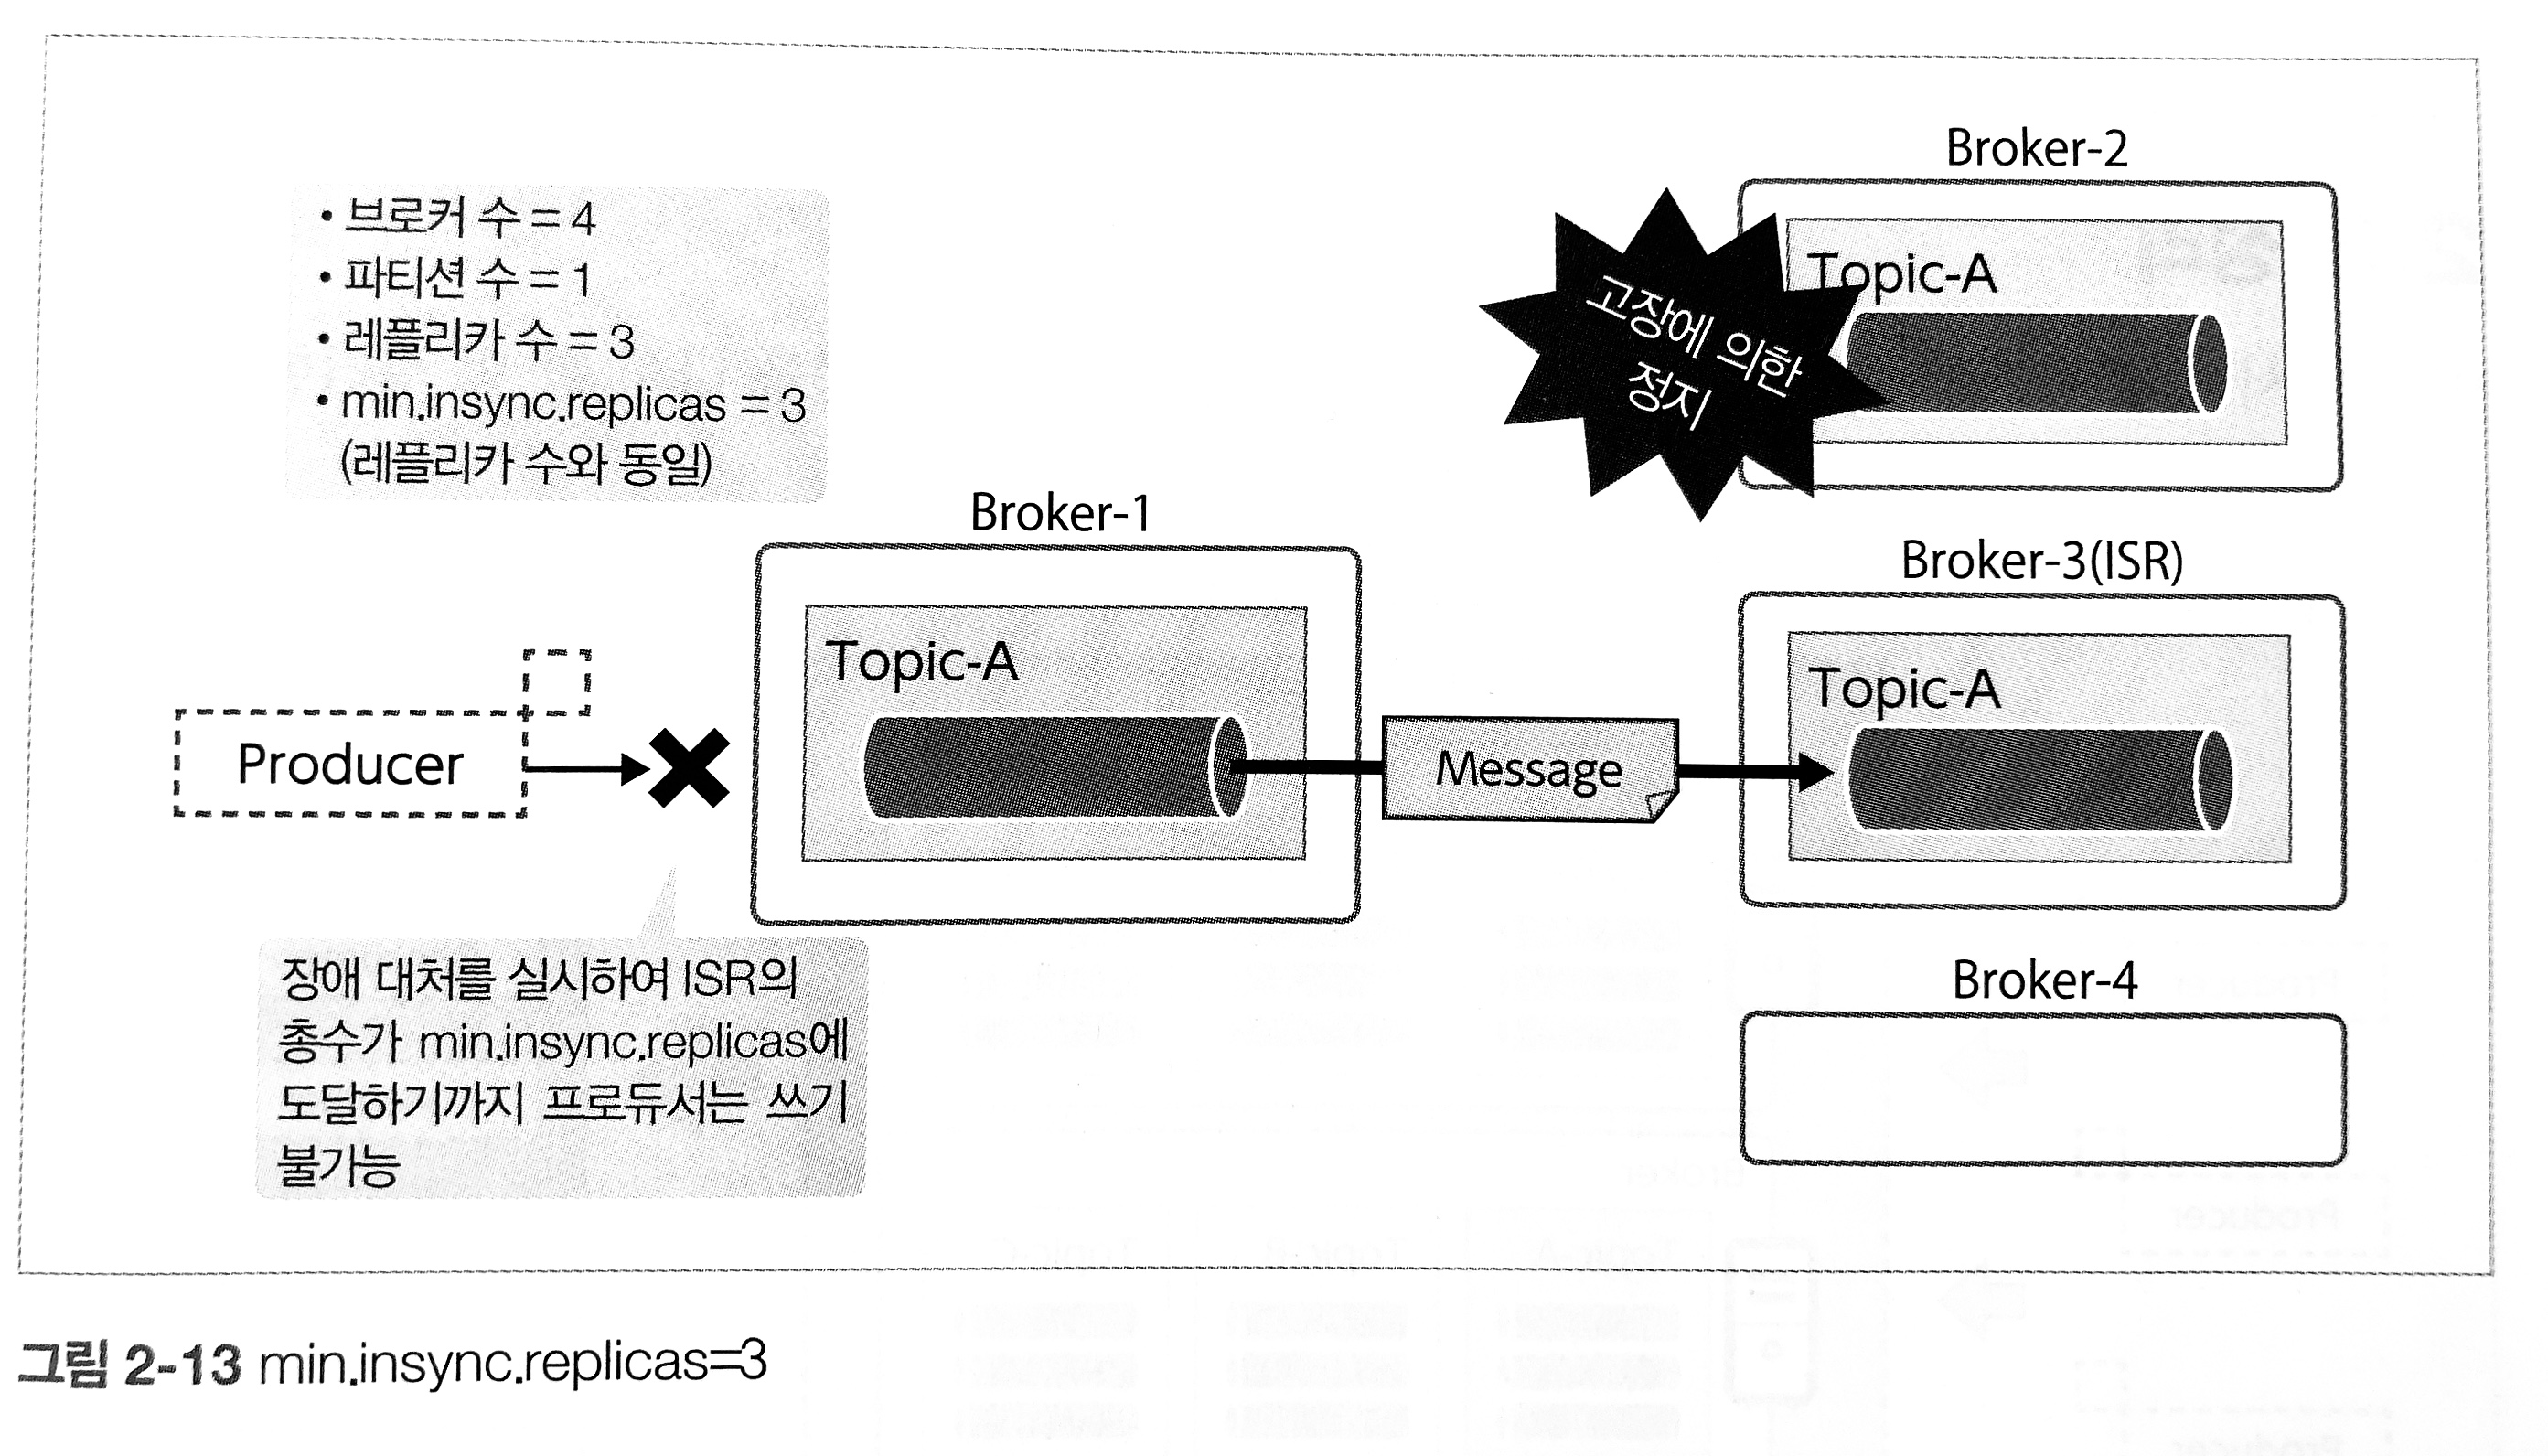 • 브로커 수 = 4
• 파티션 수 = 1
• 레플리카 수 = 3
• min.insync.replicas = 3
(레플리카 수와 동일)
Broker-2
Topic-A
고장에 의한
정지
Broker-1
Topic-A
Broker-3(ISR)
Topic-A
Producer
Message
장애 대처를 실시하여 ISR의
총수가 min.insync.replicas에
도달하기까지 프로듀서는 쓰기
불가능
Broker-4
그림 2-13 min.insync.replicas=3